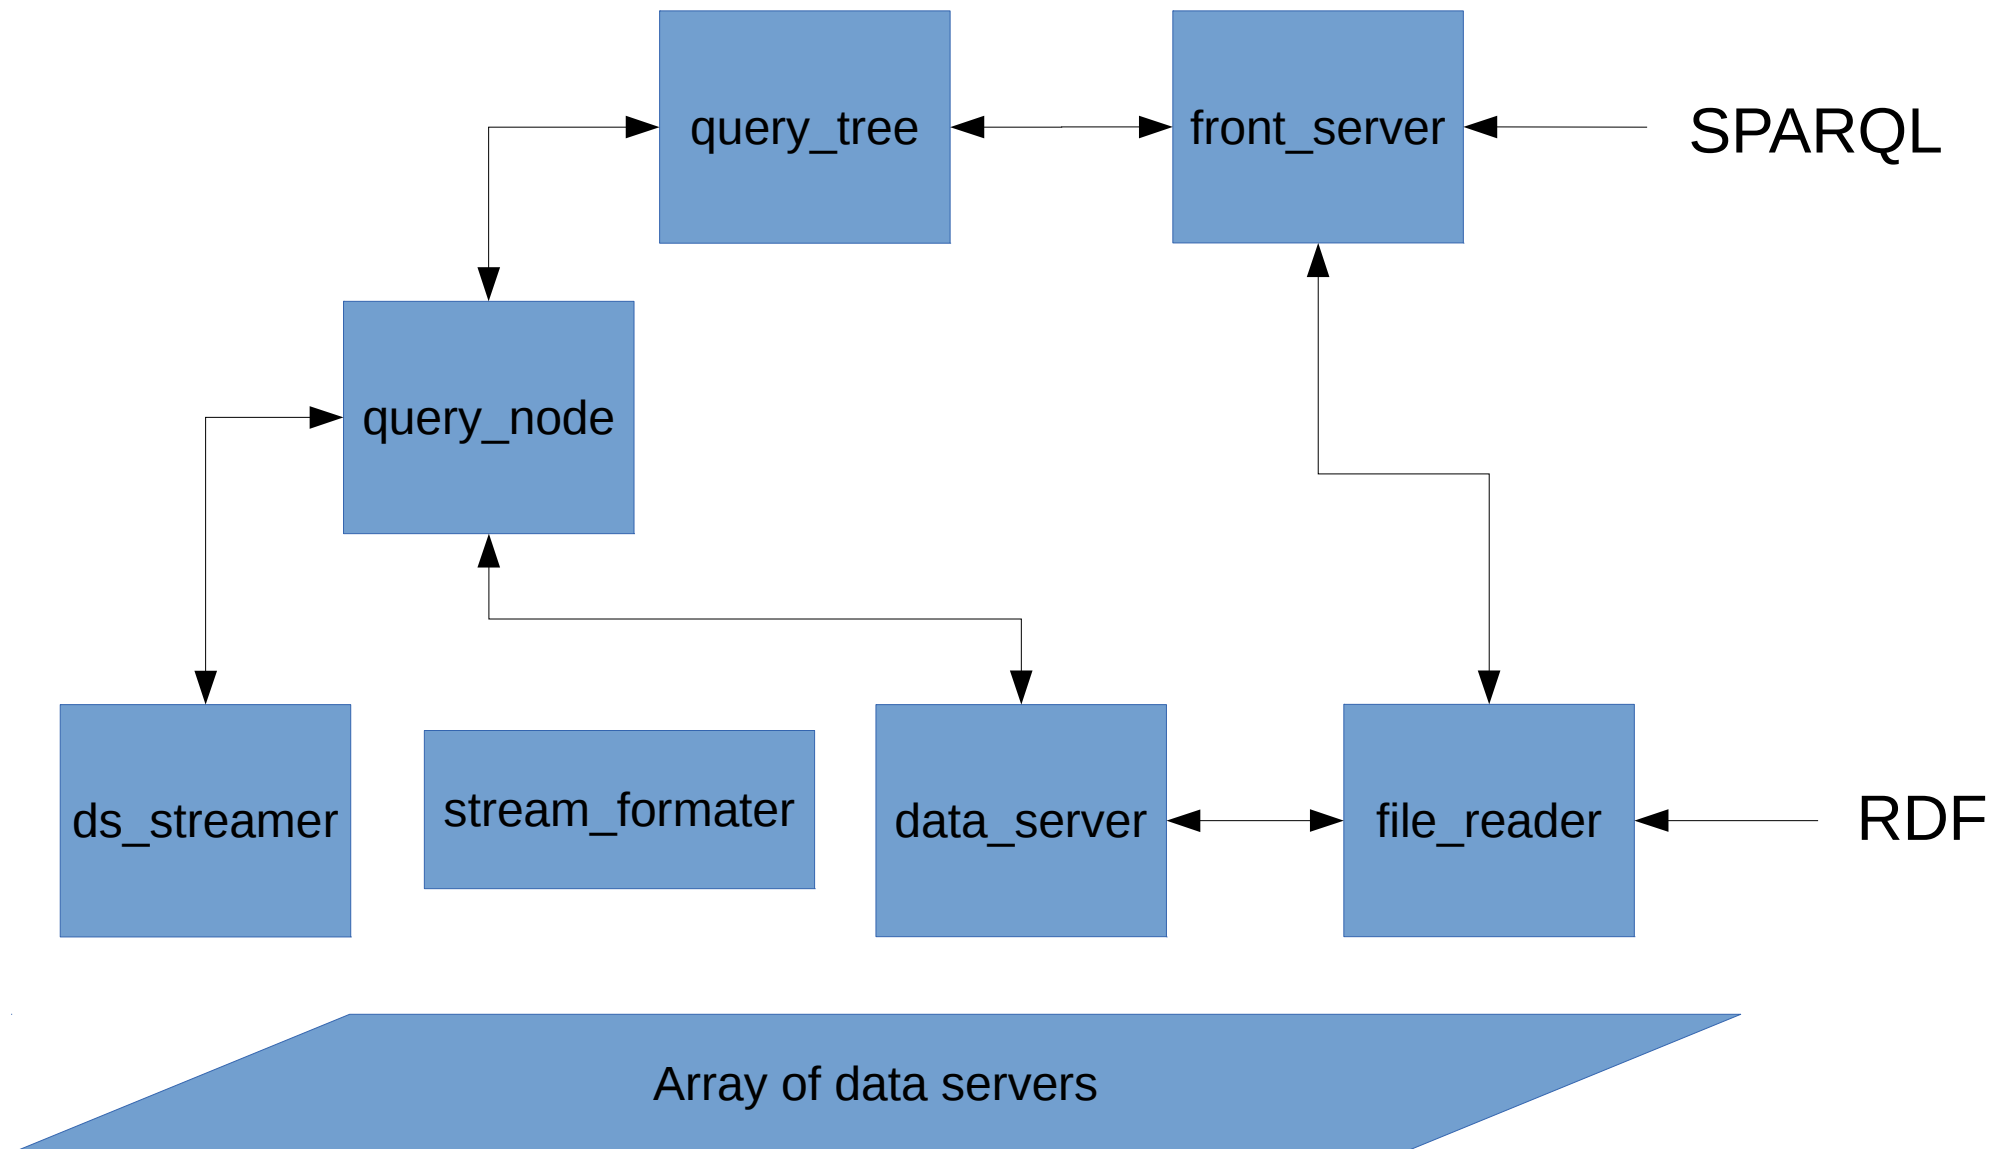 query_tree
front_server
SPARQL
query_node
ds_streamer
stream_formater
data_server
file_reader
RDF
Array of data servers